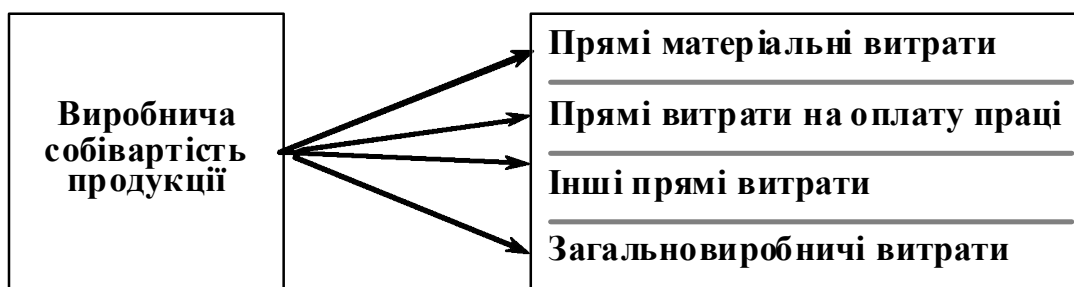 Виробнича
собівартість
продукції
Прямі матеріальні витрати
Прямі витрати на оплату праці
Інші прямі витрати
Загальновиробничі витрати